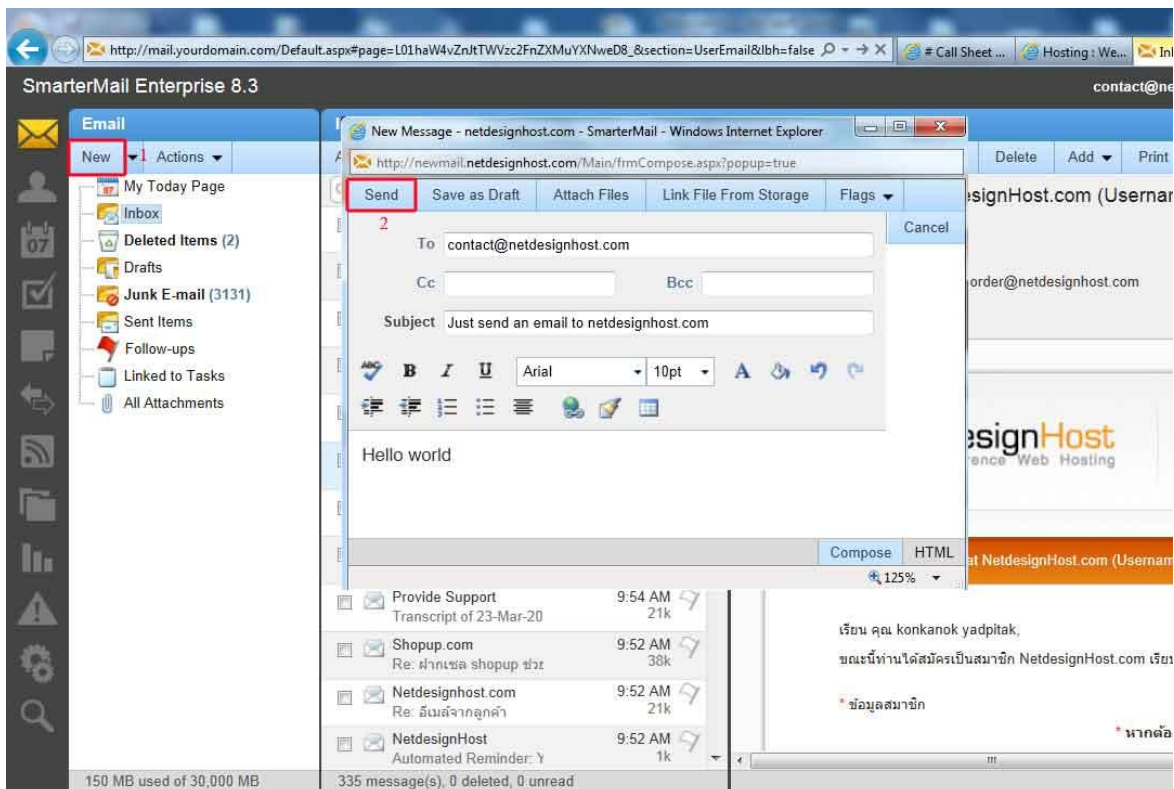 http://mail.yourdomain.com/Default.aspx#page=L01haW4vZnJtTWVzc2FnZXMuYXNweD8_&section=UserEmail&lbh=false
# Call Sheet ...
Hosting : We...
SmarterMail Enterprise 8.3
contact@ne
Email
New
1
Actions
My Today Page
Inbox
Deleted Items (2)
Drafts
Junk E-mail (3131)
Sent Items
Follow-ups
Linked to Tasks
All Attachments
150 MB used of 30,000 MB
New Message - netdesignhost.com - SmarterMail - Windows Internet Explorer
http://newmail.netdesignhost.com/Main/frmCompose.aspx?popup=true
Send
Save as Draft
Attach Files
Link File From Storage
Flags
Cancel
2
To contact@netdesignhost.com
Cc
Bcc
Subject Just send an email to netdesignhost.com
ABC
B I U Arial 10pt A
Hello world
Compose HTML
125%
Provide Support 9:54 AM
Transcript of 23-Mar-20 21k
Shopup.com 9:52 AM
Re: ฝากเซล shopup ช่วย 38k
Netdesignhost.com 9:52 AM
Re: อีเมล์จากลูกค้า 21k
NetdesignHost 9:52 AM
Automated Reminder: Y 1k
335 message(s), 0 deleted, 0 unread
Delete Add Print
esignHost.com (Usernar
order@netdesignhost.com
esignHost
ence Web Hosting
at NetdesignHost.com (Usernam
เรียน คุณ konkanok yadpitak,
ขณะนี้ท่านได้สมัครเป็นสมาชิก NetdesignHost.com เรีย
* ข้อมูลสมาชิก
* หากต้อ
07